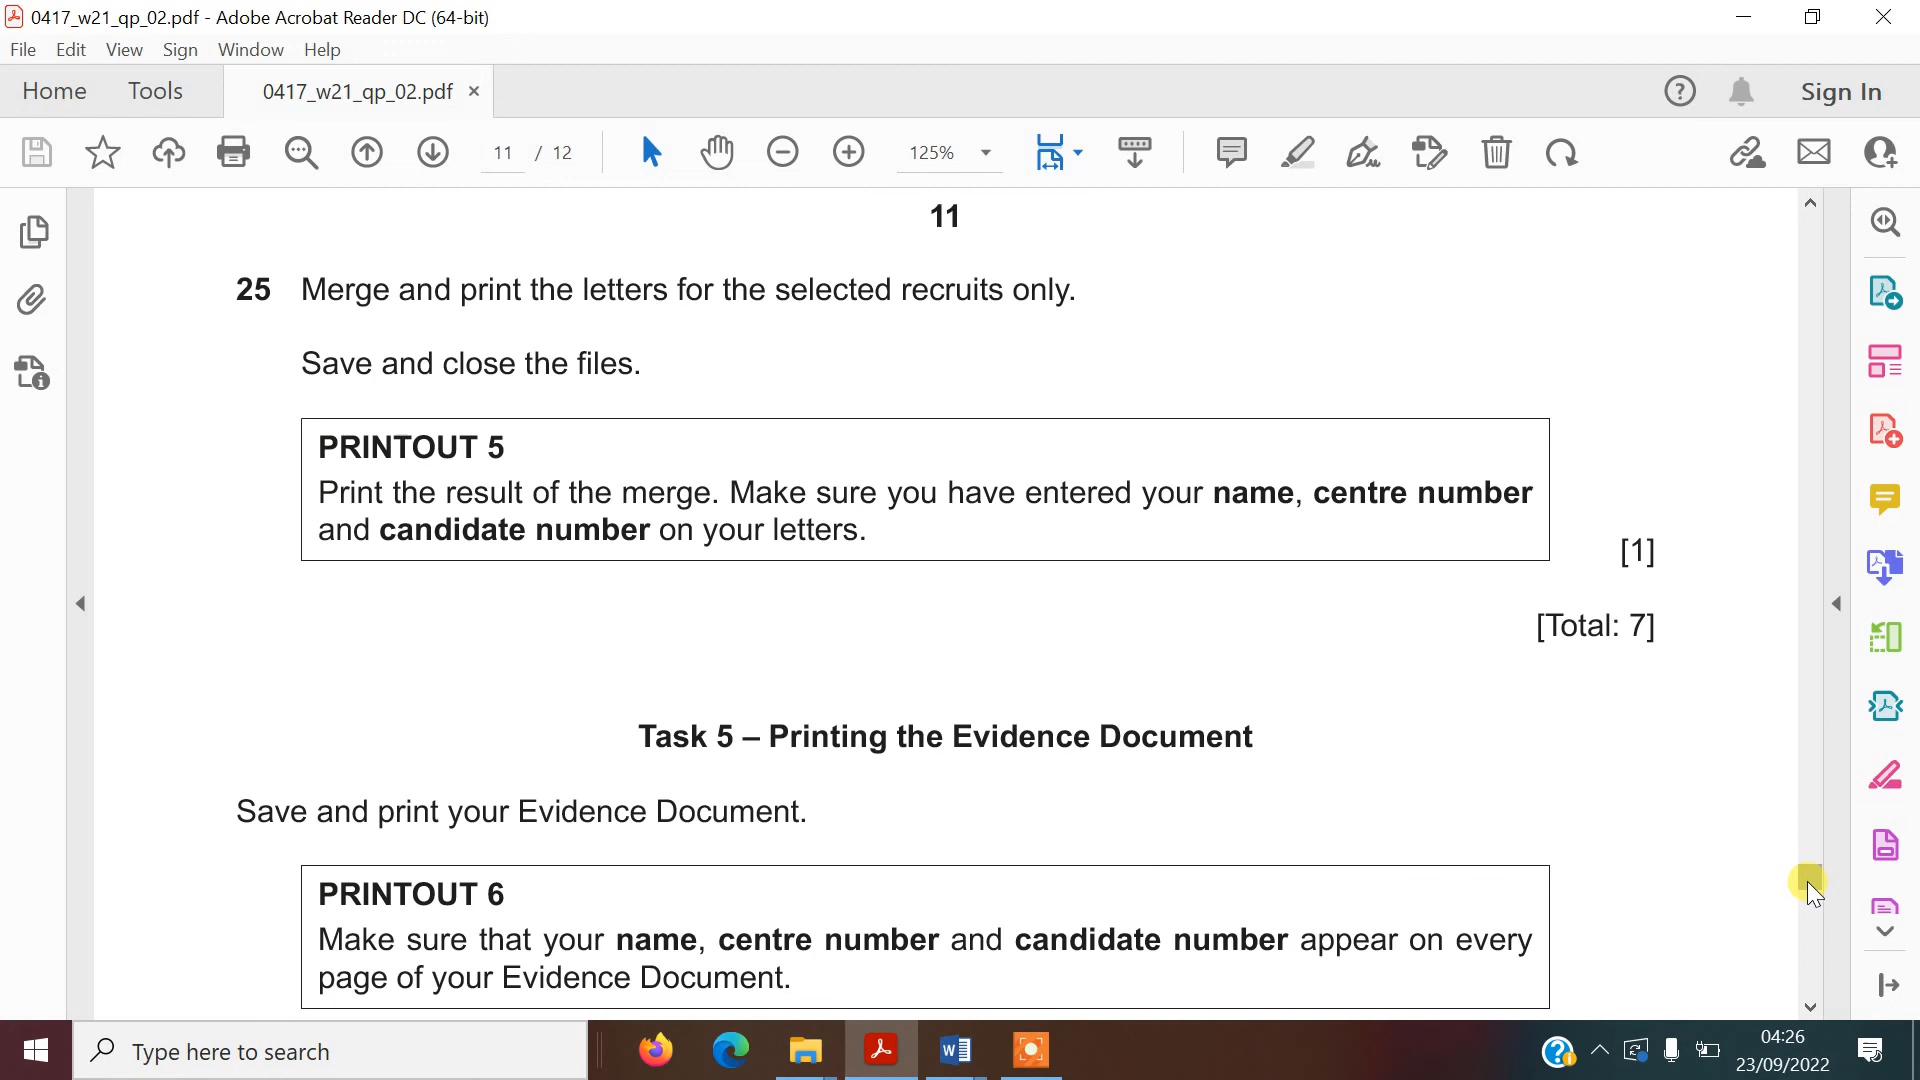 0417_w21_qp_02.pdf - Adobe Acrobat Reader DC (64-bit)
File Edit View Sign Window Help
Home Tools 0417_w21_qp_02.pdf × Sign In
11 / 12 125%
11
25 Merge and print the letters for the selected recruits only.
Save and close the files.
PRINTOUT 5
Print the result of the merge. Make sure you have entered your name, centre number
and candidate number on your letters.
[1]
[Total: 7]
Task 5 – Printing the Evidence Document
Save and print your Evidence Document.
PRINTOUT 6
Make sure that your name, centre number and candidate number appear on every
page of your Evidence Document.
Type here to search
04:26
23/09/2022